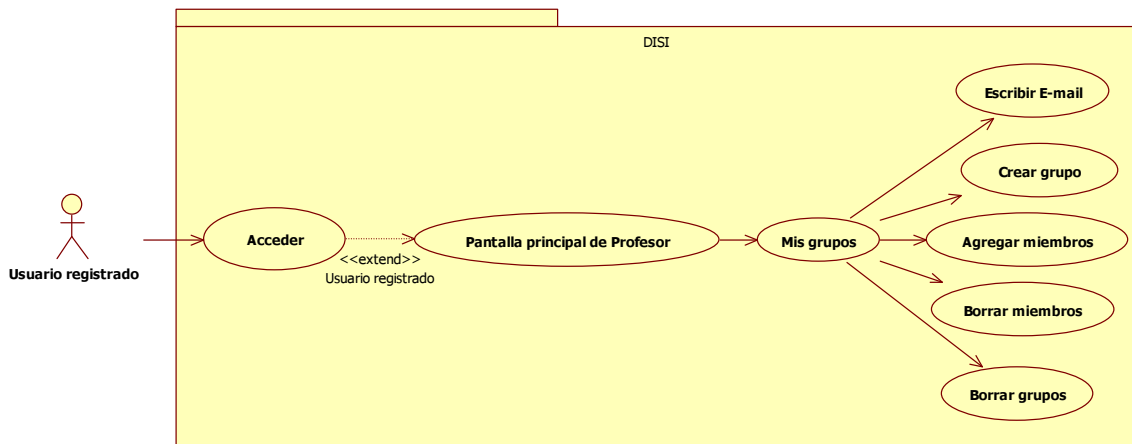 DISI
Usuario registrado
Acceder
<<extend>>
Usuario registrado
Pantalla principal de Profesor
Mis grupos
Escribir E-mail
Crear grupo
Agregar miembros
Borrar miembros
Borrar grupos